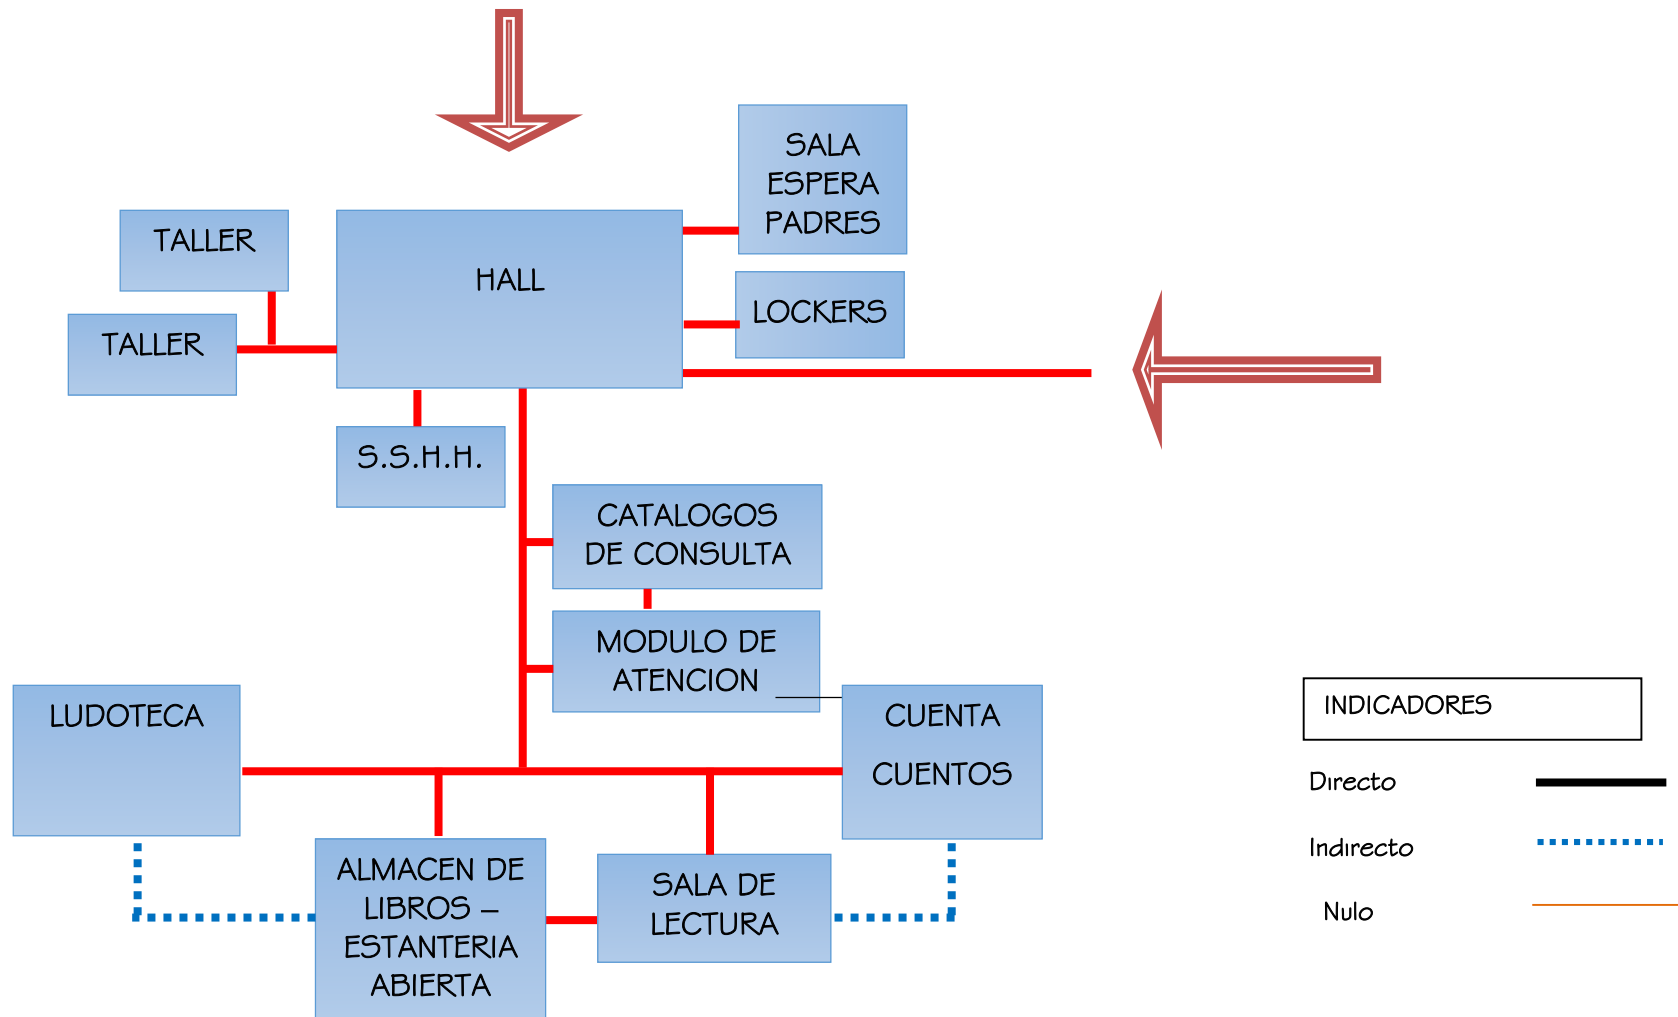 SALA
ESPERA
PADRES
TALLER
HALL
LOCKERS
TALLER
S.S.H.H.
CATALOGOS
DE CONSULTA
MODULO DE
ATENCION
LUDOTECA
CUENTA
CUENTOS
ALMACEN DE
LIBROS –
ESTANTERIA
ABIERTA
SALA DE
LECTURA
INDICADORES
Directo
Indirecto
Nulo